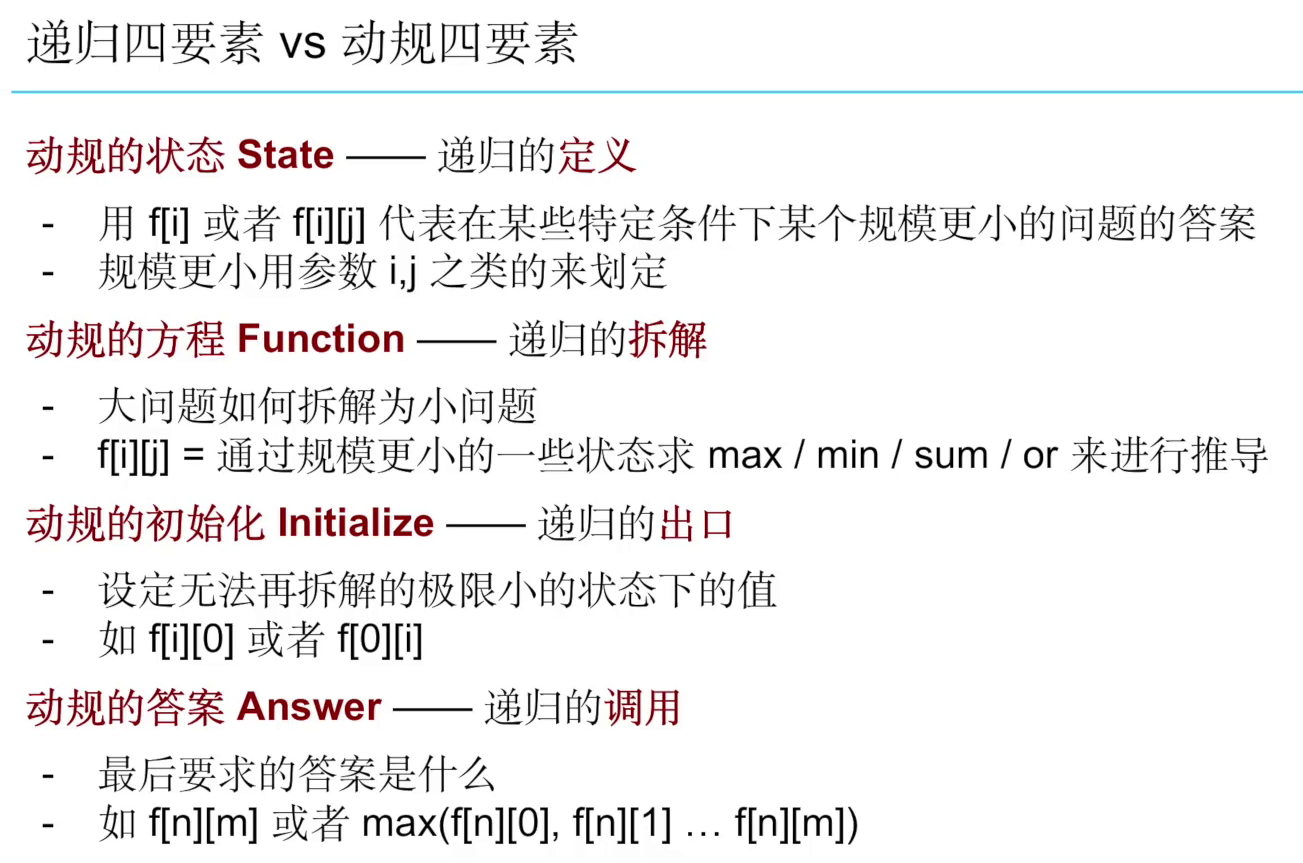 递归四要素 vs 动规四要素
动规的状态 State —— 递归的定义
- 用 f[i] 或者 f[i][j] 代表在某些特定条件下某个规模更小的问题的答案
- 规模更小用参数 i,j 之类的来划定
动规的方程 Function —— 递归的拆解
- 大问题如何拆解为小问题
- f[i][j] = 通过规模更小的一些状态求 max / min / sum / or 来进行推导
动规的初始化 Initialize —— 递归的出口
- 设定无法再拆解的极限小的状态下的值
- 如 f[i][0] 或者 f[0][i]
动规的答案 Answer —— 递归的调用
- 最后要求的答案是什么
- 如 f[n][m] 或者 max(f[n][0], f[n][1] … f[n][m])